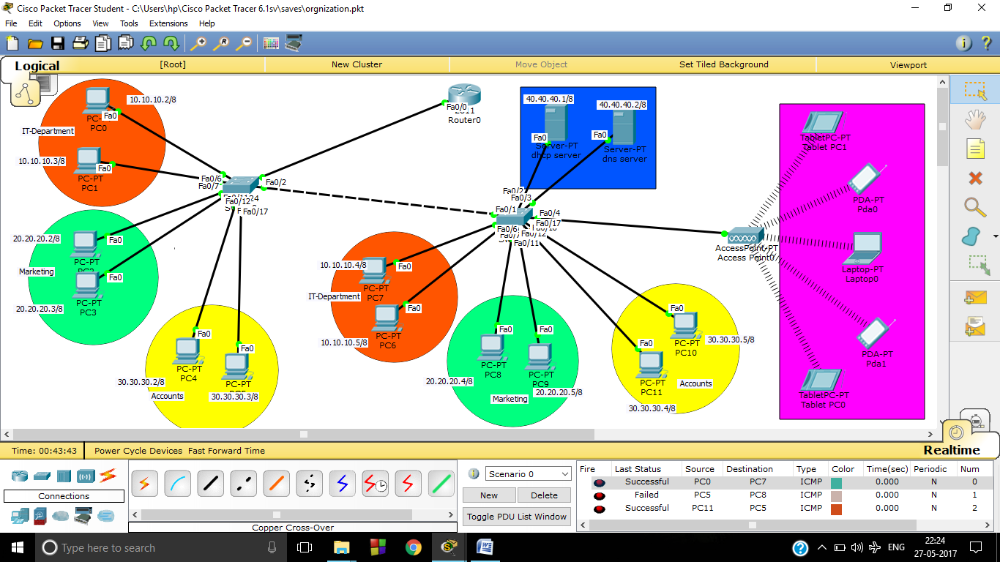 Cisco Packet Tracer Student - C:\Users\hp\Cisco Packet Tracer 6.1sv\saves\orgnization.pkt
File Edit Options View Tools Extensions Help
Logical [Root] New Cluster Move Object Set Tiled Background Viewport
10.10.10.2/8
PC0
Fa0
IT-Department
10.10.10.3/8
PC-PT
PC1
Fa0
Fa0/6
Fa0/7
Fa0/2
Fa0/12
Fa0/17
Fa0/0
Router0
40.40.40.1/8
40.40.40.2/8
Fa0
Fa0
Server-PT
dhcp server
Server-PT
dns server
20.20.20.2/8
Fa0
PC-PT
Marketing
Fa0
PC-PT
PC3
20.20.20.3/8
Fa0
PC-PT
PC4
30.30.30.2/8
Accounts
Fa0
PC-PT
30.30.30.3/8
Fa0/2
Fa0/3
Fa0/1
Fa0/4
Fa0/17
Fa0/6
Fa0/12
Fa0/11
10.10.10.4/8
Fa0
PC-PT
PC7
IT-Department
Fa0
PC-PT
PC6
10.10.10.5/8
Fa0
PC-PT
PC8
20.20.20.4/8
Fa0
PC-PT
PC9
20.20.20.5/8
Marketing
Fa0
PC-PT
PC10
30.30.30.5/8
Fa0
PC-PT
PC11
Accounts
30.30.30.4/8
AccessPoint-PT
Access Point0
TabletPC-PT
Tablet PC1
PDA-PT
Pda0
Laptop-PT
Laptop0
PDA-PT
Pda1
TabletPC-PT
Tablet PC0
Time: 00:43:43 Power Cycle Devices Fast Forward Time Realtime
Connections
Copper Cross-Over
Scenario 0
New Delete
Toggle PDU List Window
Fire Last Status Source Destination Type Color Time(sec) Periodic Num
Successful PC0 PC7 ICMP 0.000 N 0
Failed PC5 PC8 ICMP 0.000 N 1
Successful PC11 PC5 ICMP 0.000 N 2
Type here to search
ENG
22:24
27-05-2017